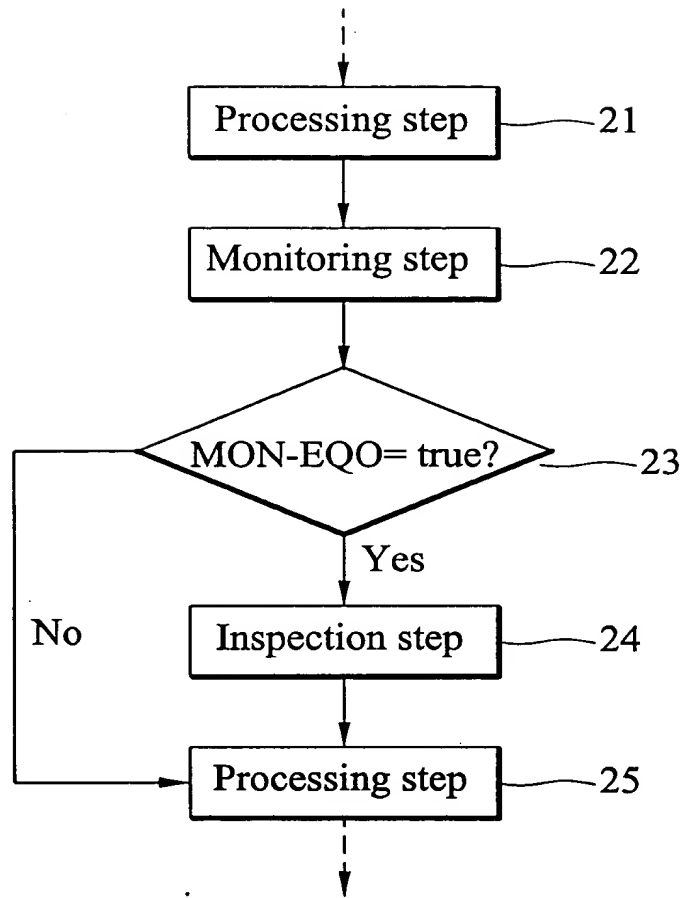 Processing step 21
Monitoring step 22
MON-EQO= true? 23
Yes
No
Inspection step 24
Processing step 25